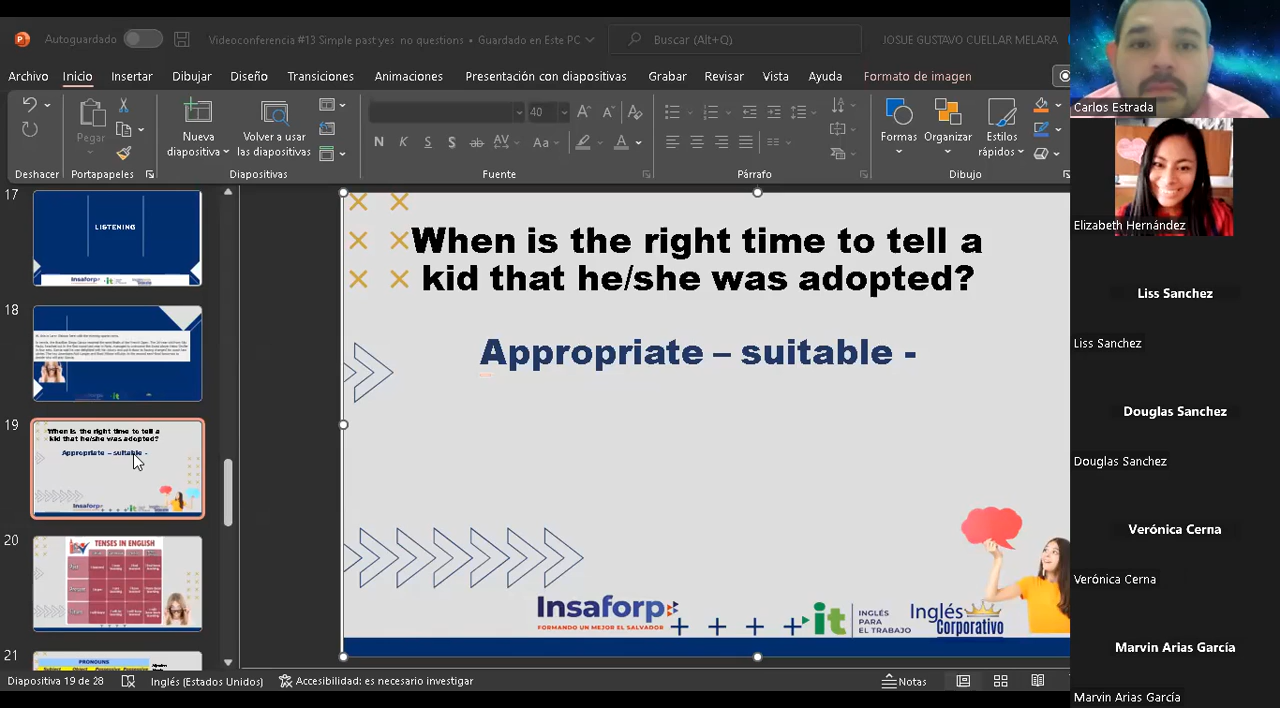 Autoguardado
Videoconferencia #13 Simple past yes no questions • Guardado en Este PC
Buscar (Alt+Q)
JOSUE GUSTAVO CUELLAR MELARA
Archivo Inicio Insertar Dibujar Diseño Transiciones Animaciones Presentación con diapositivas Grabar Revisar Vista Ayuda Formato de imagen
Pegar
Nueva diapositiva
Volver a usar las diapositivas
40
N K S S ab AV Aa A
Formas
Organizar
Estilos rápidos
Deshacer Portapapeles Diapositivas Fuente Párrafo Dibujo
17
LISTENING
Insaforp
18
19
When is the right time to tell a
kid that he/she was adopted?
Appropriate – suitable -
Insaforp
20
TENSES IN ENGLISH
21
PRONOUNS
When is the right time to tell a
kid that he/she was adopted?
Appropriate – suitable -
Insaforp
FORMANDO UN MEJOR EL SALVADOR
it
INGLÉS
PARA
EL TRABAJO
Inglés
Corporativo
Diapositiva 19 de 28
Inglés (Estados Unidos)
Accesibilidad: es necesario investigar
Notas
Carlos Estrada
Elizabeth Hernández
Liss Sanchez
Liss Sanchez
Douglas Sanchez
Douglas Sanchez
Verónica Cerna
Verónica Cerna
Marvin Arias García
Marvin Arias García